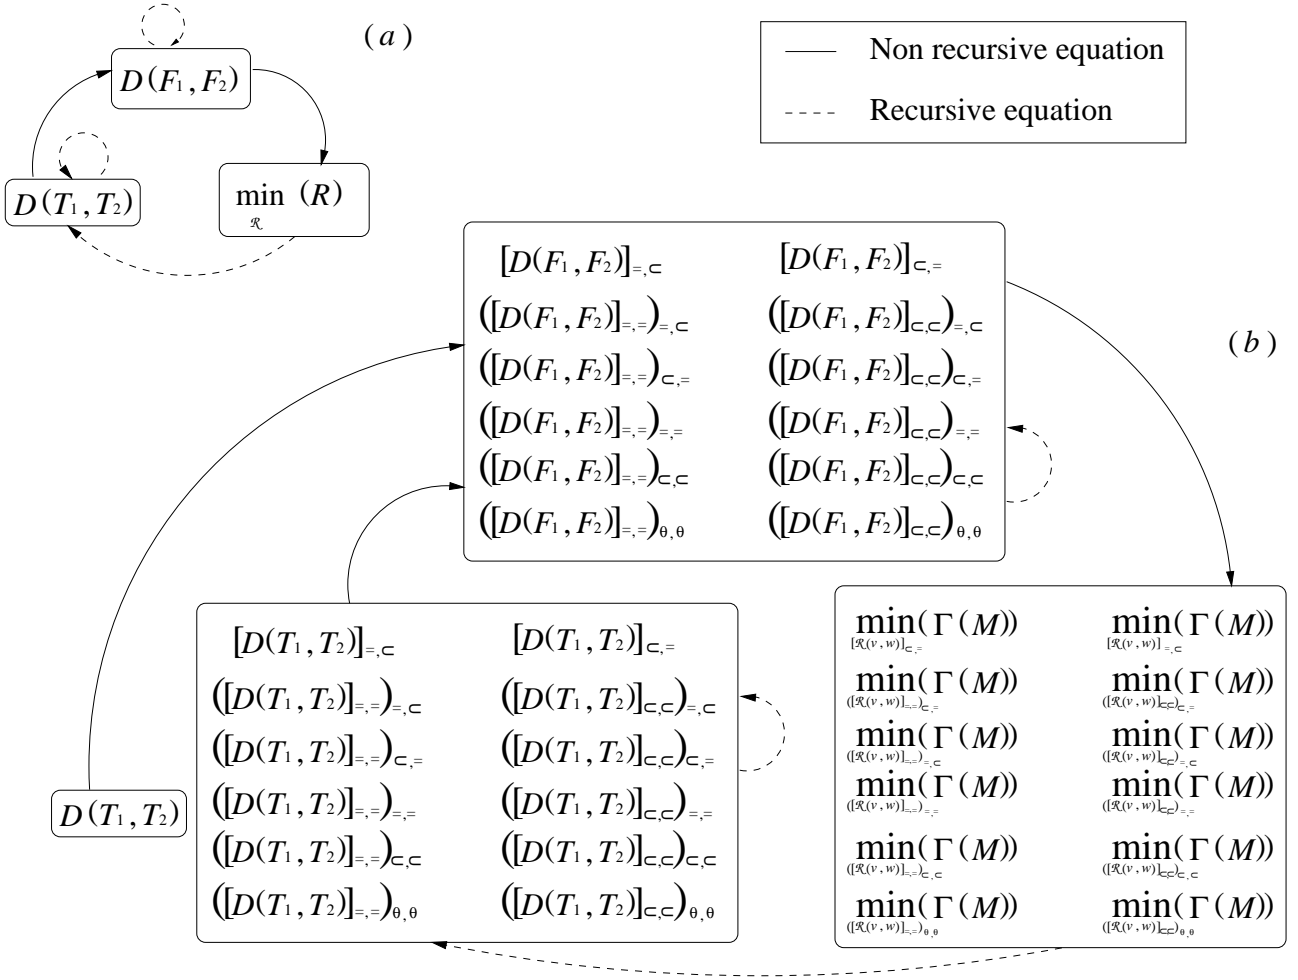 (a)
Non recursive equation
D(F₁, F₂)
Recursive equation
D(T₁, T₂)
min (R)
ℛ
[D(F₁, F₂)]₌,⊂ [D(F₁, F₂)]⊂,₌
([D(F₁, F₂)]₌,₌)₌,⊂ ([D(F₁, F₂)]⊂,⊂)₌,⊂
(b)
([D(F₁, F₂)]₌,₌)⊂,₌ ([D(F₁, F₂)]⊂,⊂)⊂,₌
([D(F₁, F₂)]₌,₌)₌,₌ ([D(F₁, F₂)]⊂,⊂)₌,₌
([D(F₁, F₂)]₌,₌)⊂,⊂ ([D(F₁, F₂)]⊂,⊂)⊂,⊂
([D(F₁, F₂)]₌,₌)θ,θ ([D(F₁, F₂)]⊂,⊂)θ,θ
D(T₁, T₂)
[D(T₁, T₂)]₌,⊂ [D(T₁, T₂)]⊂,₌
([D(T₁, T₂)]₌,₌)₌,⊂ ([D(T₁, T₂)]⊂,⊂)₌,⊂
([D(T₁, T₂)]₌,₌)⊂,₌ ([D(T₁, T₂)]⊂,⊂)⊂,₌
([D(T₁, T₂)]₌,₌)₌,₌ ([D(T₁, T₂)]⊂,⊂)₌,₌
([D(T₁, T₂)]₌,₌)⊂,⊂ ([D(T₁, T₂)]⊂,⊂)⊂,⊂
([D(T₁, T₂)]₌,₌)θ,θ ([D(T₁, T₂)]⊂,⊂)θ,θ
min(Γ(M)) min(Γ(M))
[ℛ(v,w)]⊂,₌ [ℛ(v,w)]₌,⊂
min(Γ(M)) min(Γ(M))
([ℛ(v,w)]₌,₌)⊂,₌ ([ℛ(v,w)]⊂,⊂)⊂,₌
min(Γ(M)) min(Γ(M))
([ℛ(v,w)]₌,₌)₌,⊂ ([ℛ(v,w)]⊂,⊂)₌,⊂
min(Γ(M)) min(Γ(M))
([ℛ(v,w)]₌,₌)₌,₌ ([ℛ(v,w)]⊂,⊂)₌,₌
min(Γ(M)) min(Γ(M))
([ℛ(v,w)]₌,₌)⊂,⊂ ([ℛ(v,w)]⊂,⊂)⊂,⊂
min(Γ(M)) min(Γ(M))
([ℛ(v,w)]₌,₌)θ,θ ([ℛ(v,w)]⊂,⊂)θ,θ